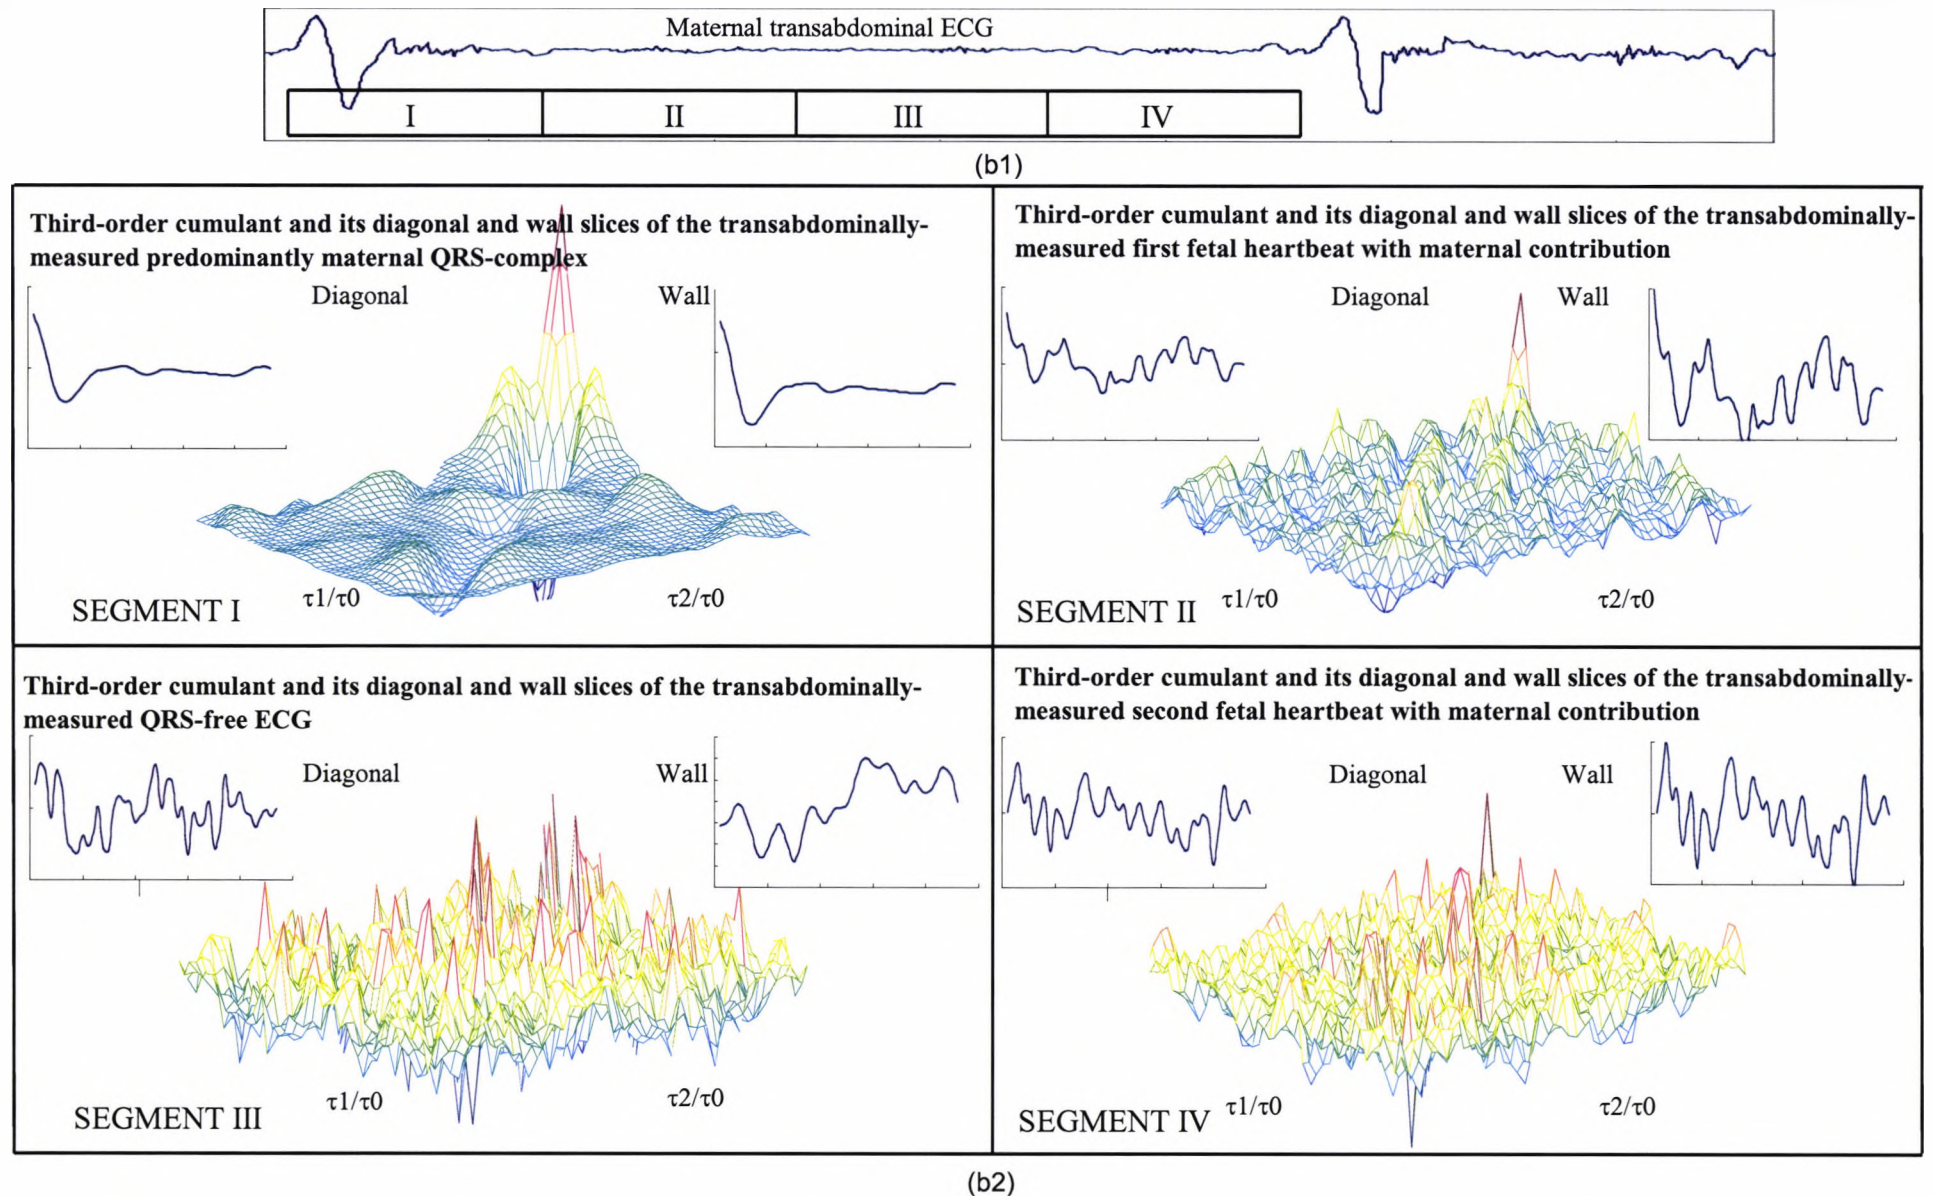 Maternal transabdominal ECG
I II III IV
(b1)
Third-order cumulant and its diagonal and wall slices of the transabdominally-
measured predominantly maternal QRS-complex
Diagonal Wall
τ1/τ0 τ2/τ0
SEGMENT I
Third-order cumulant and its diagonal and wall slices of the transabdominally-
measured first fetal heartbeat with maternal contribution
Diagonal Wall
τ1/τ0 τ2/τ0
SEGMENT II
Third-order cumulant and its diagonal and wall slices of the transabdominally-
measured QRS-free ECG
Diagonal Wall
τ1/τ0 τ2/τ0
SEGMENT III
Third-order cumulant and its diagonal and wall slices of the transabdominally-
measured second fetal heartbeat with maternal contribution
Diagonal Wall
τ1/τ0 τ2/τ0
SEGMENT IV
(b2)